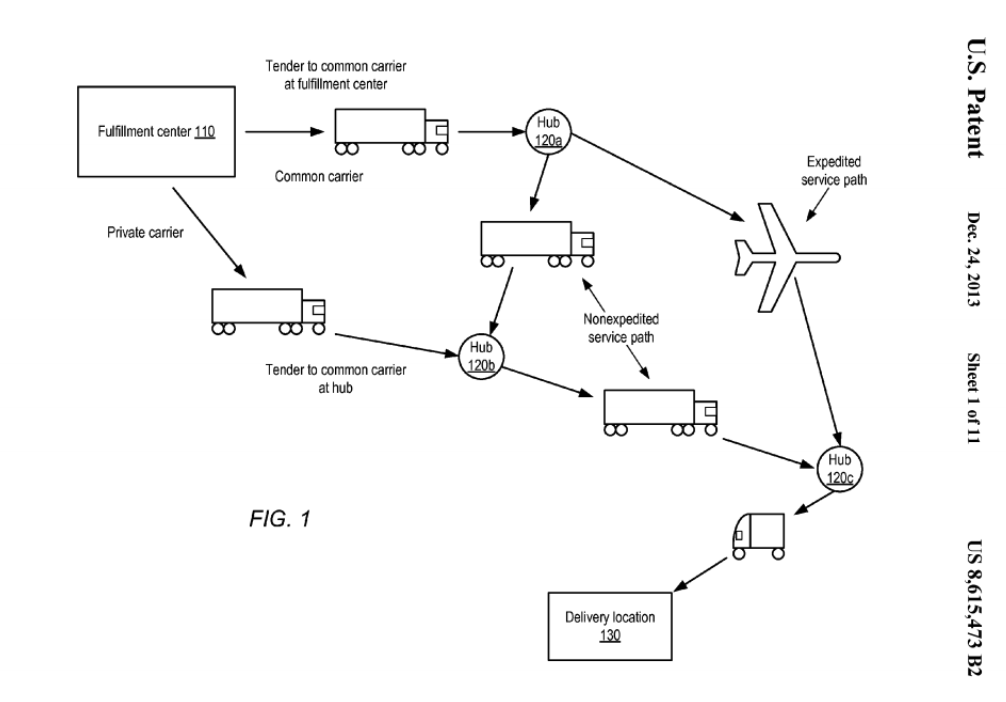 Tender to common carrier
at fulfillment center
Fulfillment center 110
Hub
120a
Common carrier
Expedited
service path
Private carrier
Nonexpedited
service path
Hub
120b
Tender to common carrier
at hub
Hub
120c
FIG. 1
Delivery location
130
U.S. Patent
Dec. 24, 2013
Sheet 1 of 11
US 8,615,473 B2